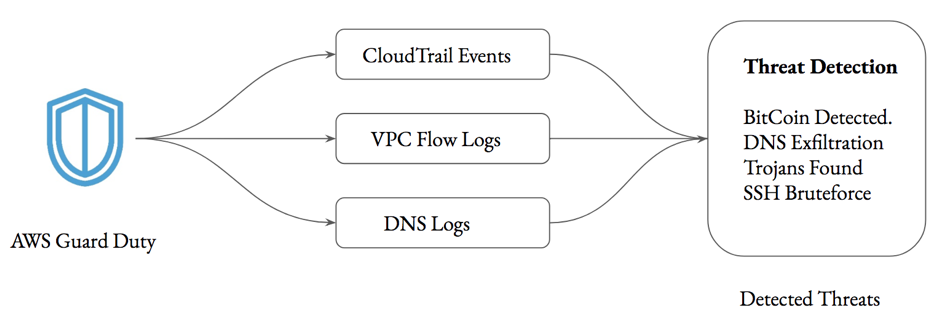 CloudTrail Events
VPC Flow Logs
DNS Logs
AWS Guard Duty
Threat Detection
BitCoin Detected.
DNS Exfiltration
Trojans Found
SSH Bruteforce
Detected Threats